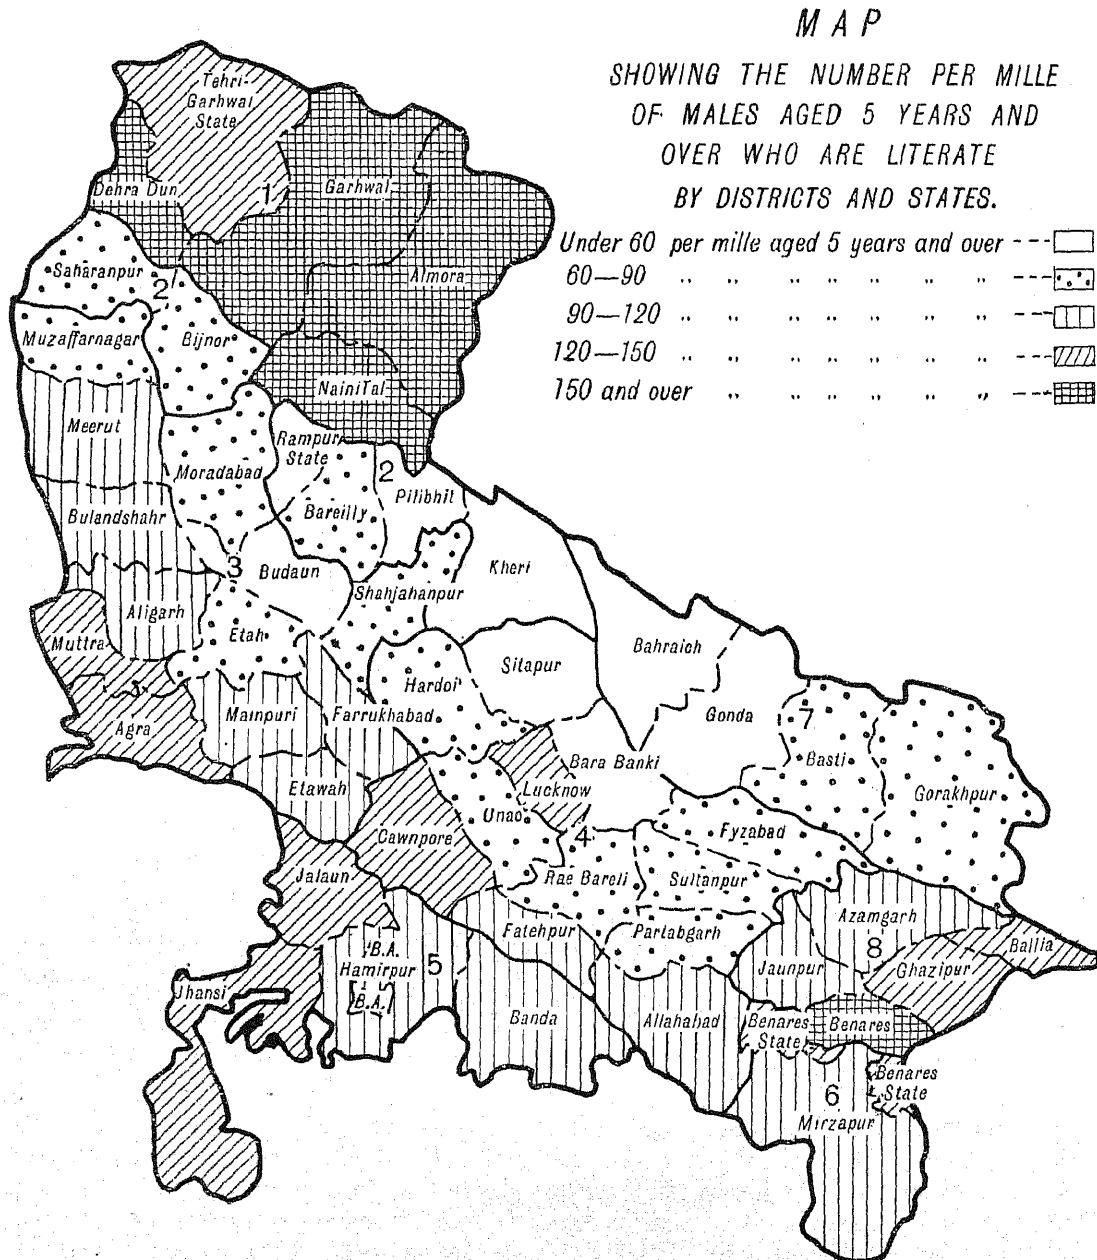 MAP
SHOWING THE NUMBER PER MILLE
OF MALES AGED 5 YEARS AND
OVER WHO ARE LITERATE
BY DISTRICTS AND STATES.
Under 60 per mille aged 5 years and over
60—90 ,, ,, ,, ,, ,, ,, ,,
90—120 ,, ,, ,, ,, ,, ,, ,,
120—150 ,, ,, ,, ,, ,, ,, ,,
150 and over ,, ,, ,, ,, ,, ,,
Tehri-
Garhwal
State
Dehra Dun
1
Garhwal
Almora
Saharanpur
2
Muzaffarnagar
Bijnor
Naini Tal
Meerut
Moradabad
Rampur
State
2
Pilibhit
Bareilly
Bulandshahr
3
Budaun
Shahjahanpur
Kheri
Aligarh
Muttra
Etah
Hardoi
Sitapur
Bahraich
Gonda
7
Basti
Gorakhpur
Agra
Mainpuri
Farrukhabad
Bara Banki
Lucknow
Etawah
Unao
Cawnpore
4
Fyzabad
Jalaun
Rae Bareli
Sultanpur
Azamgarh
Partabgarh
Fatehpur
8
Ballia
Ghazipur
Jaunpur
B.A.
Hamirpur
B.A.
5
Jhansi
Banda
Allahabad
Benares
State
Benares
Benares
State
6
Mirzapur